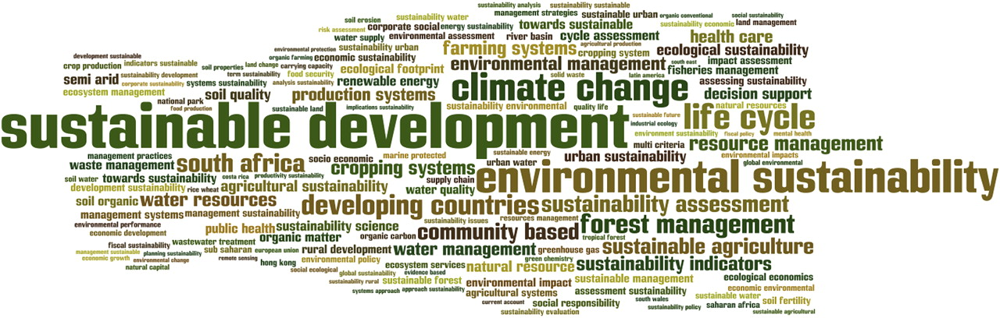 sustainability analysis
sustainability sustainable
management strategies
sustainable urban
organic conventional
social sustainability
soil erosion
sustainability water
corporate social
energy sustainability
towards sustainable
sustainability economic
land management
risk assessment
water supply
environmental assessment
river basin
cycle assessment
health care
environmental protection
sustainability urban
farming systems
agricultural production
ecological sustainability
development sustainable
organic farming
economic sustainability
cropping system
south east
impact assessment
crop production
indicators sustainable
soil properties
land change
carrying capacity
ecological footprint
environmental management
fisheries management
semi arid
sustainability development
term sustainability
food security
renewable energy
solid waste
latin america
assessing sustainability
corporate sustainability
systems sustainability
analysis sustainability
climate change
ecosystem management
soil quality
production systems
decision support
national park
food production
sustainable land
implications sustainability
sustainability environmental
quality life
natural resources
sustainable development
sustainable future
life cycle
industrial ecology
environment sustainability
fiscal policy
mental health
multi criteria
resource management
management practices
socio economic
marine protected
sustainable energy
urban sustainability
environmental impacts
waste management
south africa
cropping systems
urban water
global environmental
soil water
towards sustainability
costa rica
productivity sustainability
supply chain
environmental sustainability
development sustainability
rice wheat
agricultural sustainability
water quality
soil organic
water resources
developing countries
sustainability assessment
management systems
management sustainability
sustainability issues
resources management
environmental performance
public health
sustainability science
forest management
economic development
organic matter
organic carbon
community based
tropical forest
fiscal sustainability
wastewater treatment
sub saharan
european union
rural development
water management
greenhouse gas
sustainable agriculture
management sustainable
planning sustainability
economic growth
environmental change
remote sensing
hong kong
environmental policy
green chemistry
natural capital
social ecological
ecosystem services
natural resource
sustainability indicators
global sustainability
evidence based
sustainability rural
sustainable forest
environmental impact
sustainable management
ecological economics
systems approach
approach sustainability
agricultural systems
assessment sustainability
economic environmental
current account
social responsibility
south wales
sustainable water
soil fertility
sustainability evaluation
sustainability policy
saharan africa
sustainable agricultural